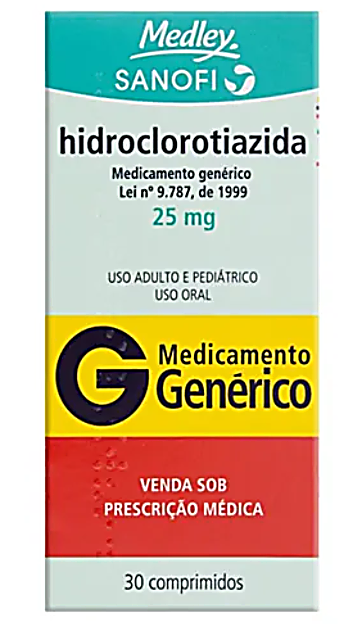 Medley.
SANOFI
hidroclorotiazida
Medicamento genérico
Lei nº 9.787, de 1999
25 mg
USO ADULTO E PEDIÁTRICO
USO ORAL
G Medicamento
Genérico
VENDA SOB
PRESCRIÇÃO MÉDICA
30 comprimidos